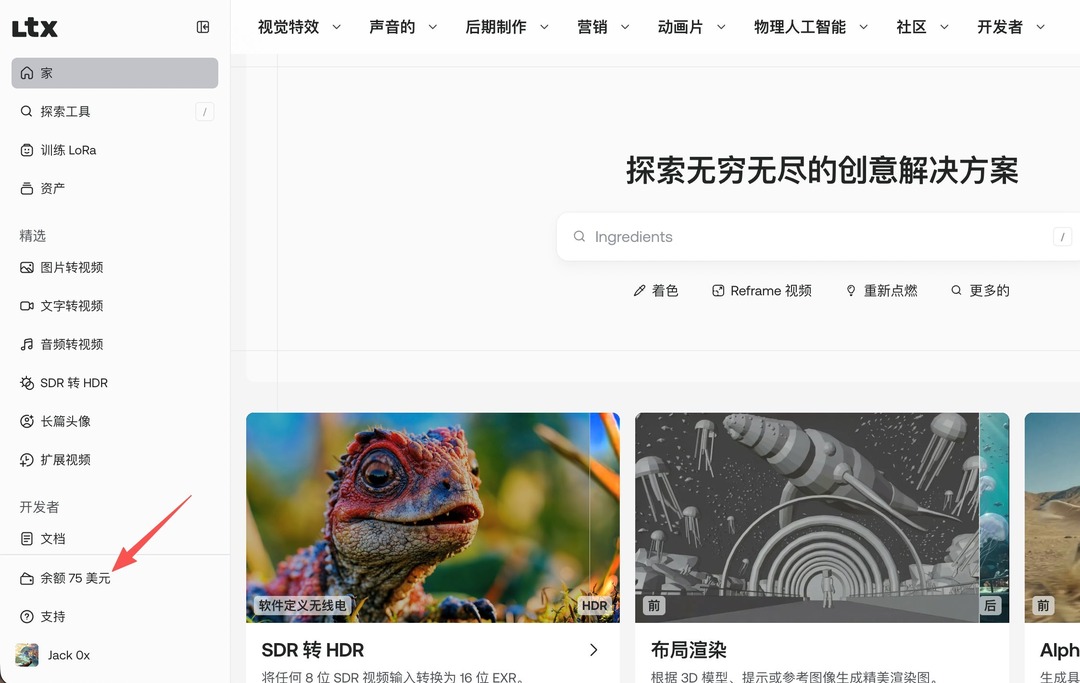 LTX
家
探索工具
/
训练 LoRa
资产
精选
图片转视频
文字转视频
音频转视频
SDR 转 HDR
长篇头像
扩展视频
开发者
文档
余额 75 美元
支持
Jack 0x
视觉特效
声音的
后期制作
营销
动画片
物理人工智能
社区
开发者
探索无穷无尽的创意解决方案
Ingredients
/
着色
Reframe 视频
重新点燃
更多的
软件定义无线电
HDR
SDR 转 HDR
将任何 8 位 SDR 视频输入转换为 16 位 EXR。
前
后
布局渲染
根据 3D 模型、提示或参考图像生成精美渲染图。
前
Alph
生成具